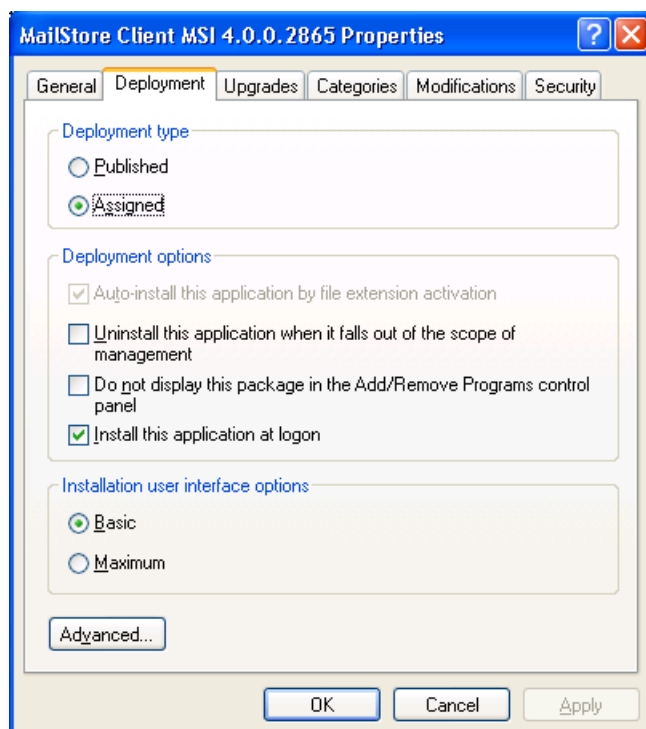 MailStore Client MSI 4.0.0.2865 Properties
General Deployment Upgrades Categories Modifications Security
Deployment type
Published
Assigned
Deployment options
Auto-install this application by file extension activation
Uninstall this application when it falls out of the scope of
management
Do not display this package in the Add/Remove Programs control
panel
Install this application at logon
Installation user interface options
Basic
Maximum
Advanced...
OK Cancel Apply